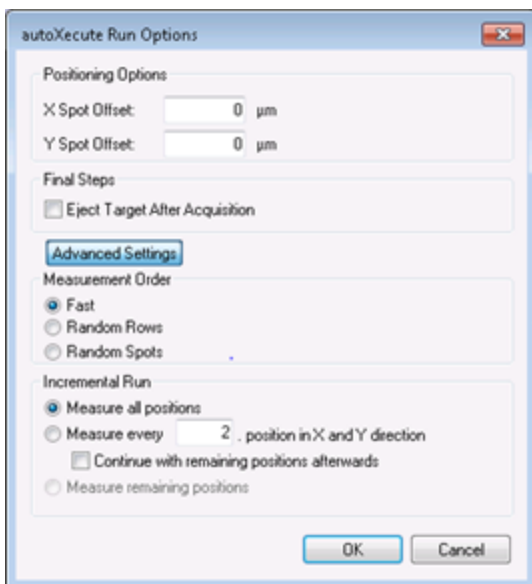 autoXecute Run Options
Positioning Options
X Spot Offset: 0 µm
Y Spot Offset: 0 µm
Final Steps
Eject Target After Acquisition
Advanced Settings
Measurement Order
Fast
Random Rows
Random Spots
Incremental Run
Measure all positions
Measure every 2 . position in X and Y direction
Continue with remaining positions afterwards
Measure remaining positions
OK Cancel